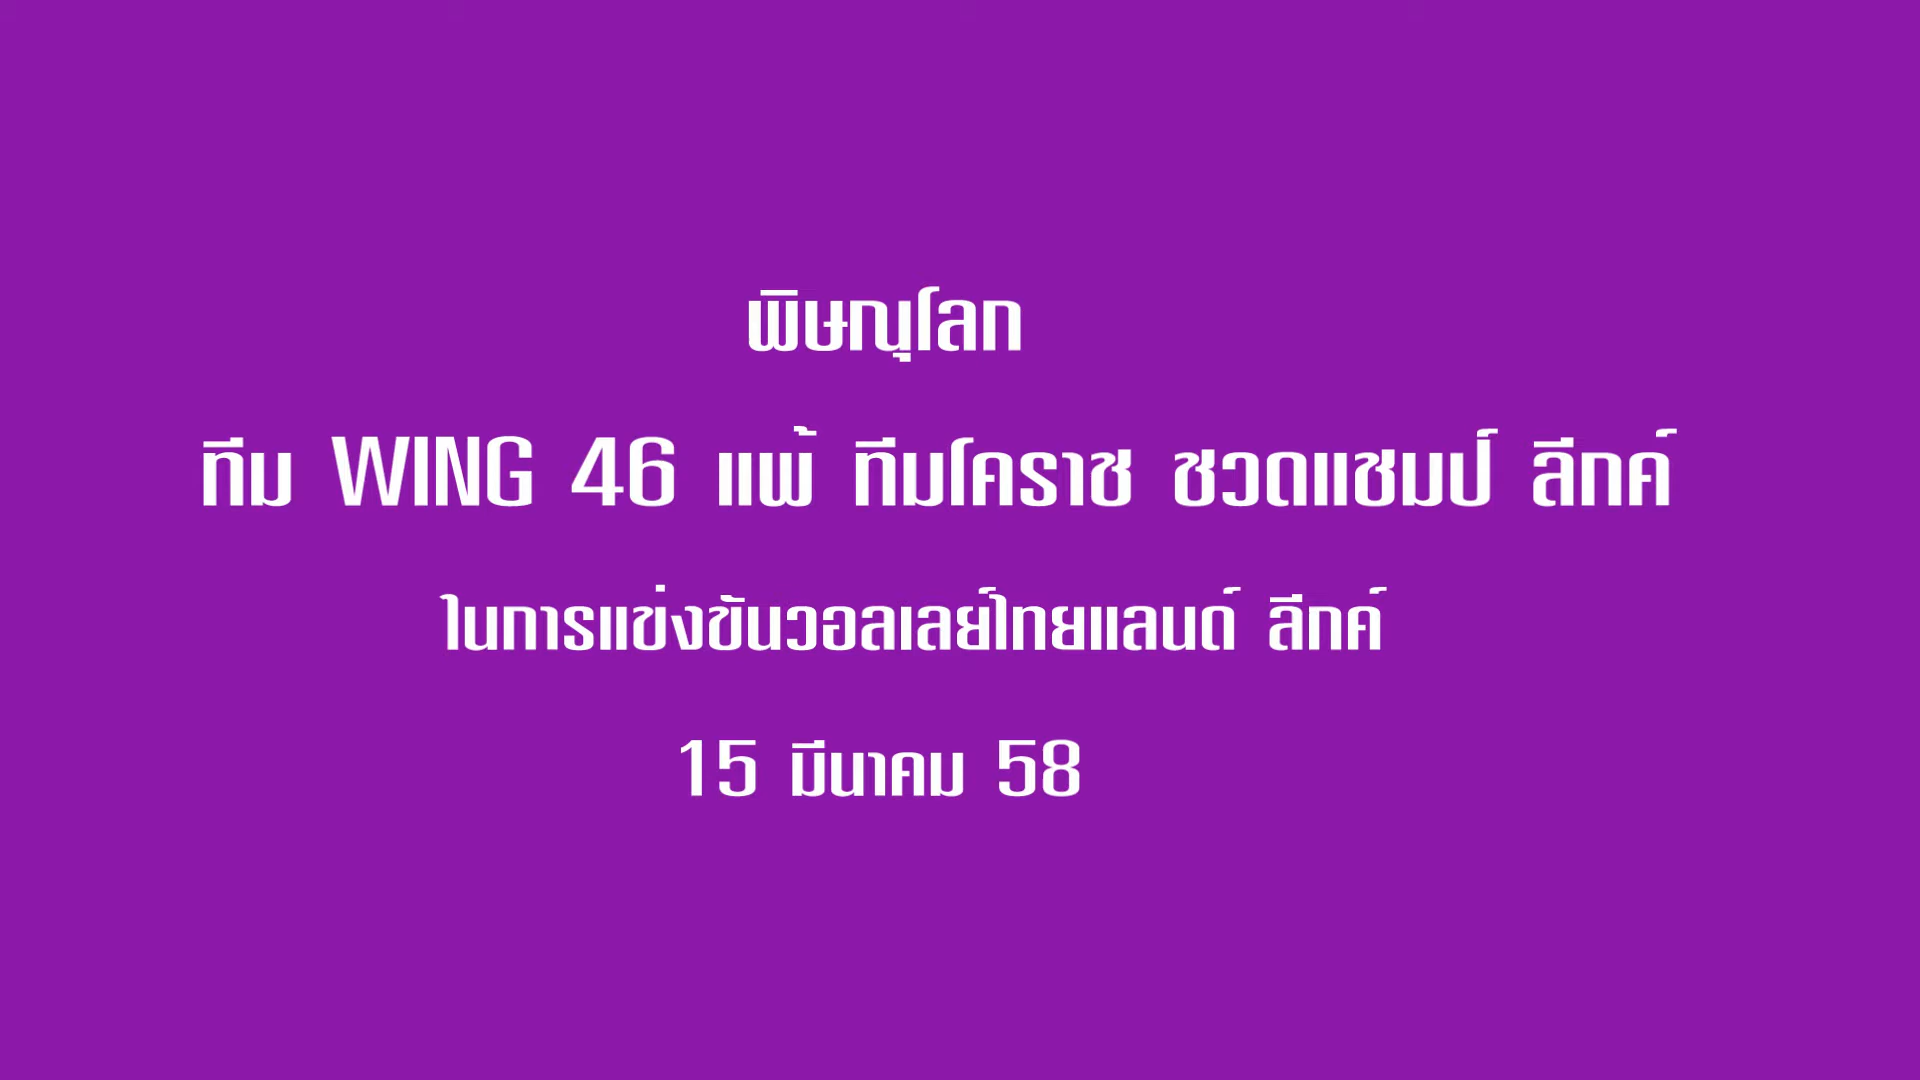 พิษณุโลก
ทีม WING 46 แพ้ ทีมโคราช ชวดแชมป์ ลีกค์
ในการแข่งขันวอลเลย์ไทยแลนด์ ลีกค์
15 มีนาคม 58